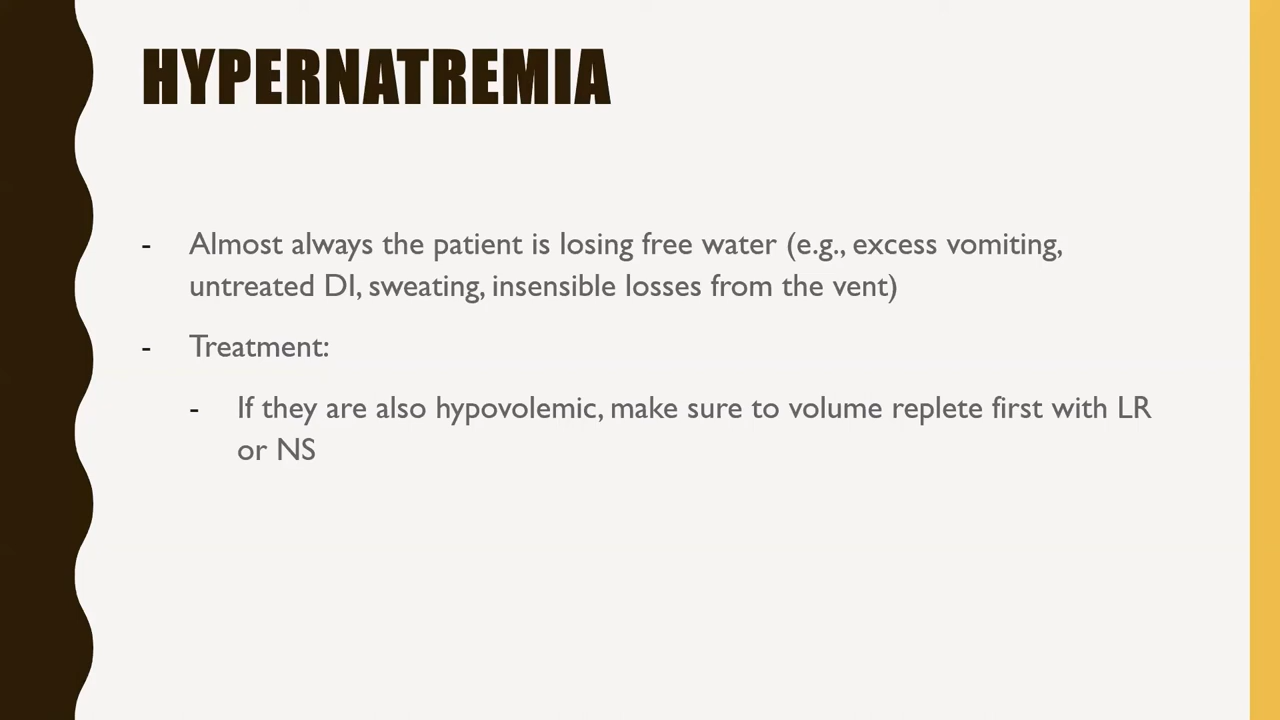 HYPERNATREMIA
- Almost always the patient is losing free water (e.g., excess vomiting,
untreated DI, sweating, insensible losses from the vent)
- Treatment:
- If they are also hypovolemic, make sure to volume replete first with LR
or NS